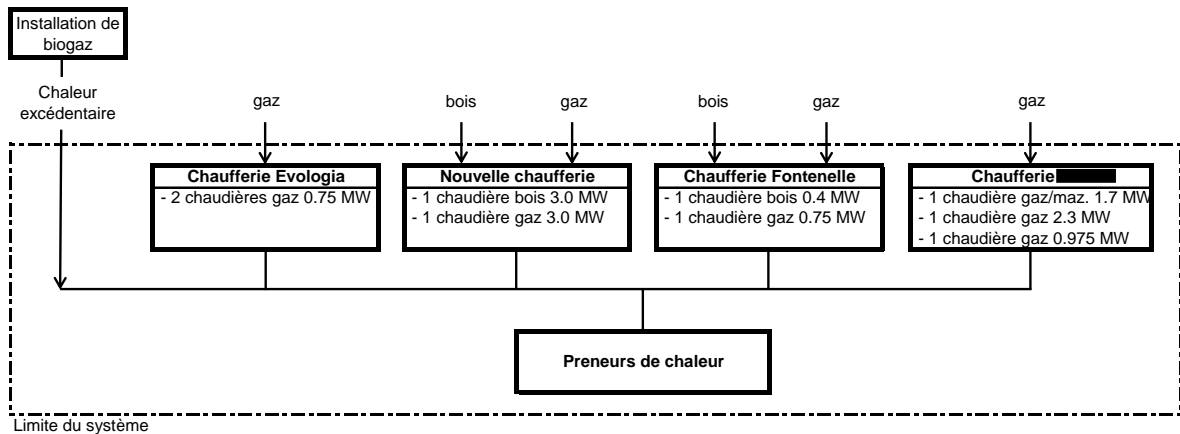 Installation de
biogaz
Chaleur
excédentaire
gaz
bois
gaz
bois
gaz
gaz
Chaufferie Evologia
- 2 chaudières gaz 0.75 MW
Nouvelle chaufferie
- 1 chaudière bois 3.0 MW
- 1 chaudière gaz 3.0 MW
Chaufferie Fontenelle
- 1 chaudière bois 0.4 MW
- 1 chaudière gaz 0.75 MW
Chaufferie
- 1 chaudière gaz/maz. 1.7 MW
- 1 chaudière gaz 2.3 MW
- 1 chaudière gaz 0.975 MW
Preneurs de chaleur
Limite du système